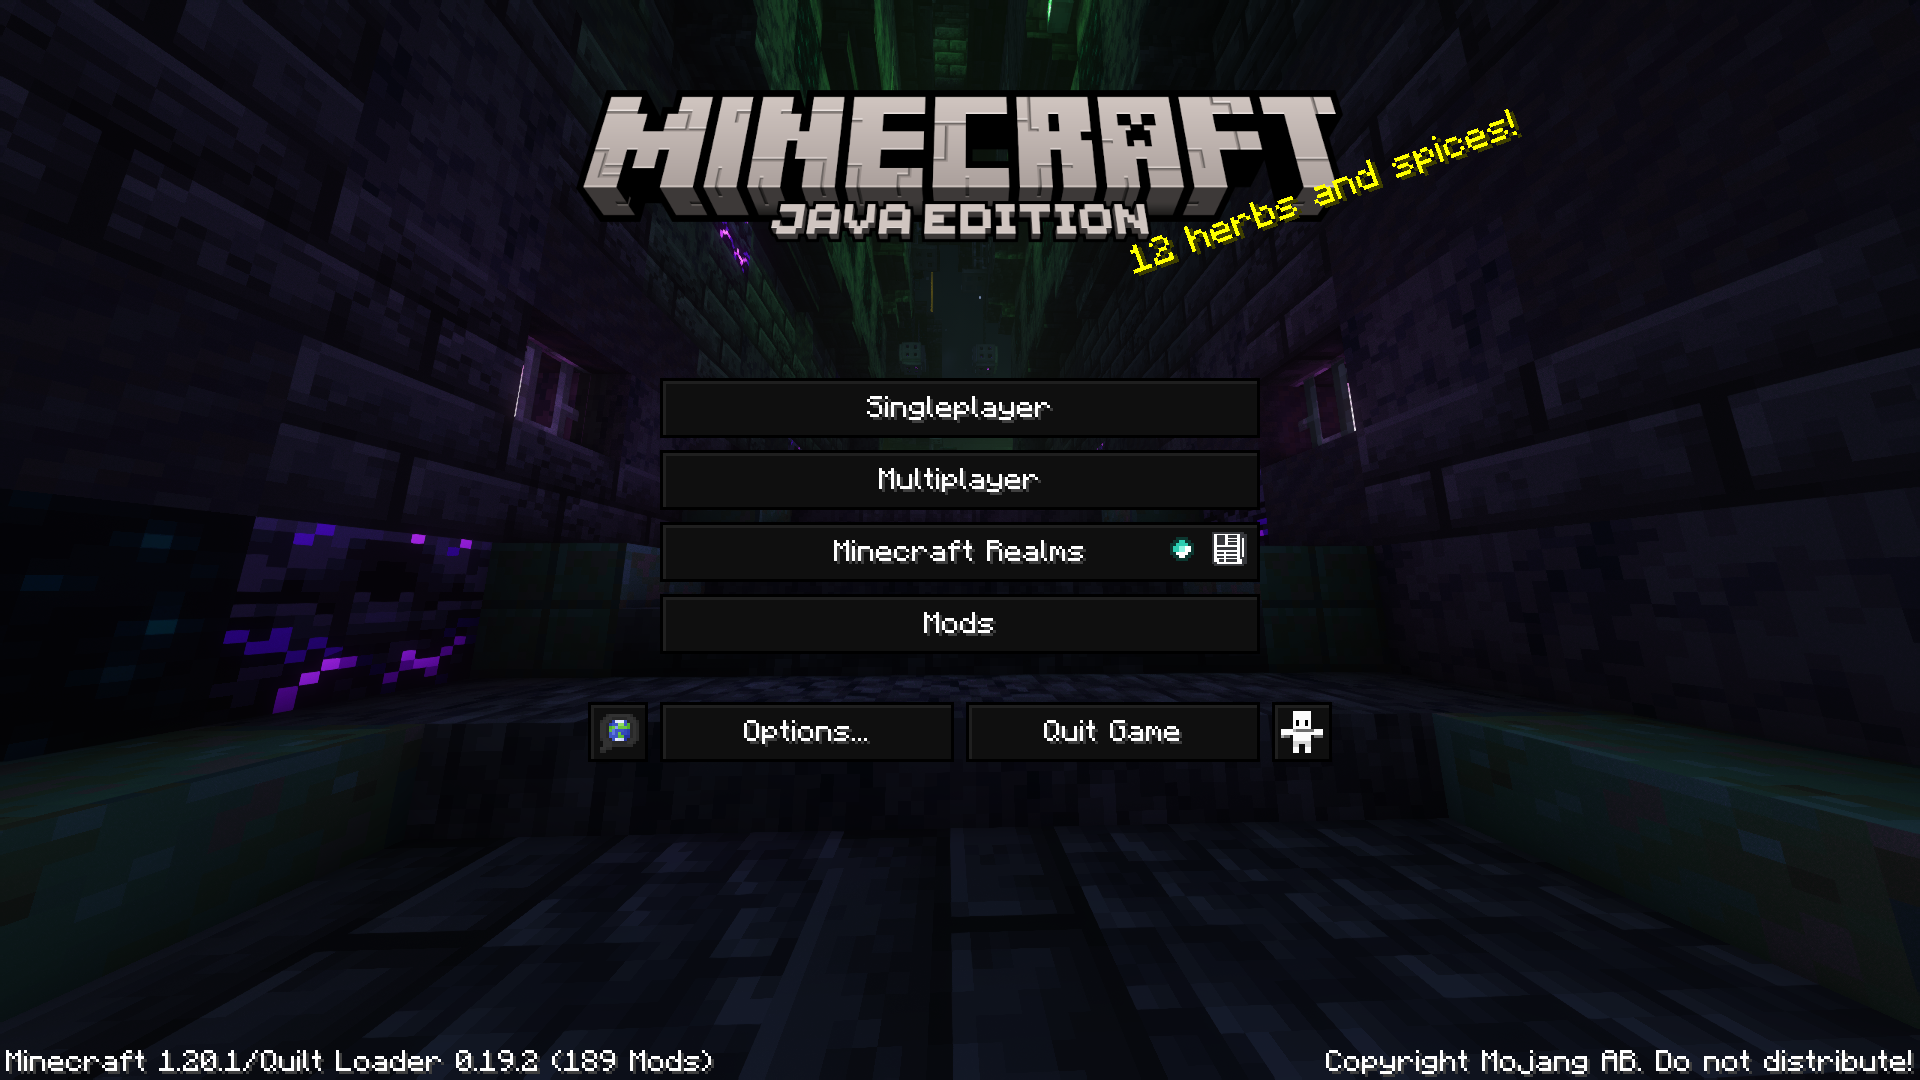 MINECRAFT
JAVA EDITION
12 herbs and spices!
Singleplayer
Multiplayer
Minecraft Realms
Mods
Options...
Quit Game
Minecraft 1.20.1/Quilt Loader 0.19.2 (189 Mods)
Copyright Mojang AB. Do not distribute!